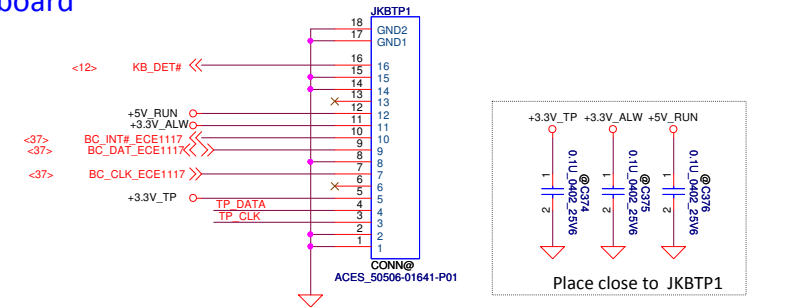 board
JKBTP1
18 GND2
17 GND1
<12> KB_DET# 16 16
15 15
14 14
13 13
+5V_RUN 12 12
+3.3V_ALW 11 11
<37> BC_INT#_ECE1117 10 10
<37> BC_DAT_ECE1117 9 9
8 8
<37> BC_CLK_ECE1117 7 7
6 6
+3.3V_TP 5 5
TP_DATA 4 4
TP_CLK 3 3
2 2
1 1
CONN@
ACES_50506-01641-P01
+3.3V_TP +3.3V_ALW +5V_RUN
1 2 @C374
0.1U_0402_25V6
1 2 @C375
0.1U_0402_25V6
1 2 @C376
0.1U_0402_25V6
Place close to JKBTP1